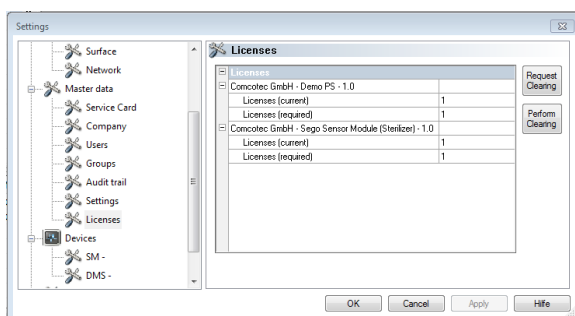 Settings
Surface
Network
Master data
Service Card
Company
Users
Groups
Audit trail
Settings
Licenses
Devices
SM -
DMS -
Licenses
Licenses
Comcotec GmbH - Demo PS - 1.0
Licenses (current) 1
Licenses (required) 1
Comcotec GmbH - Sego Sensor Module (Sterilizer) - 1.0
Licenses (current) 1
Licenses (required) 1
Request
Clearing
Perform
Clearing
OK Cancel Apply Hilfe